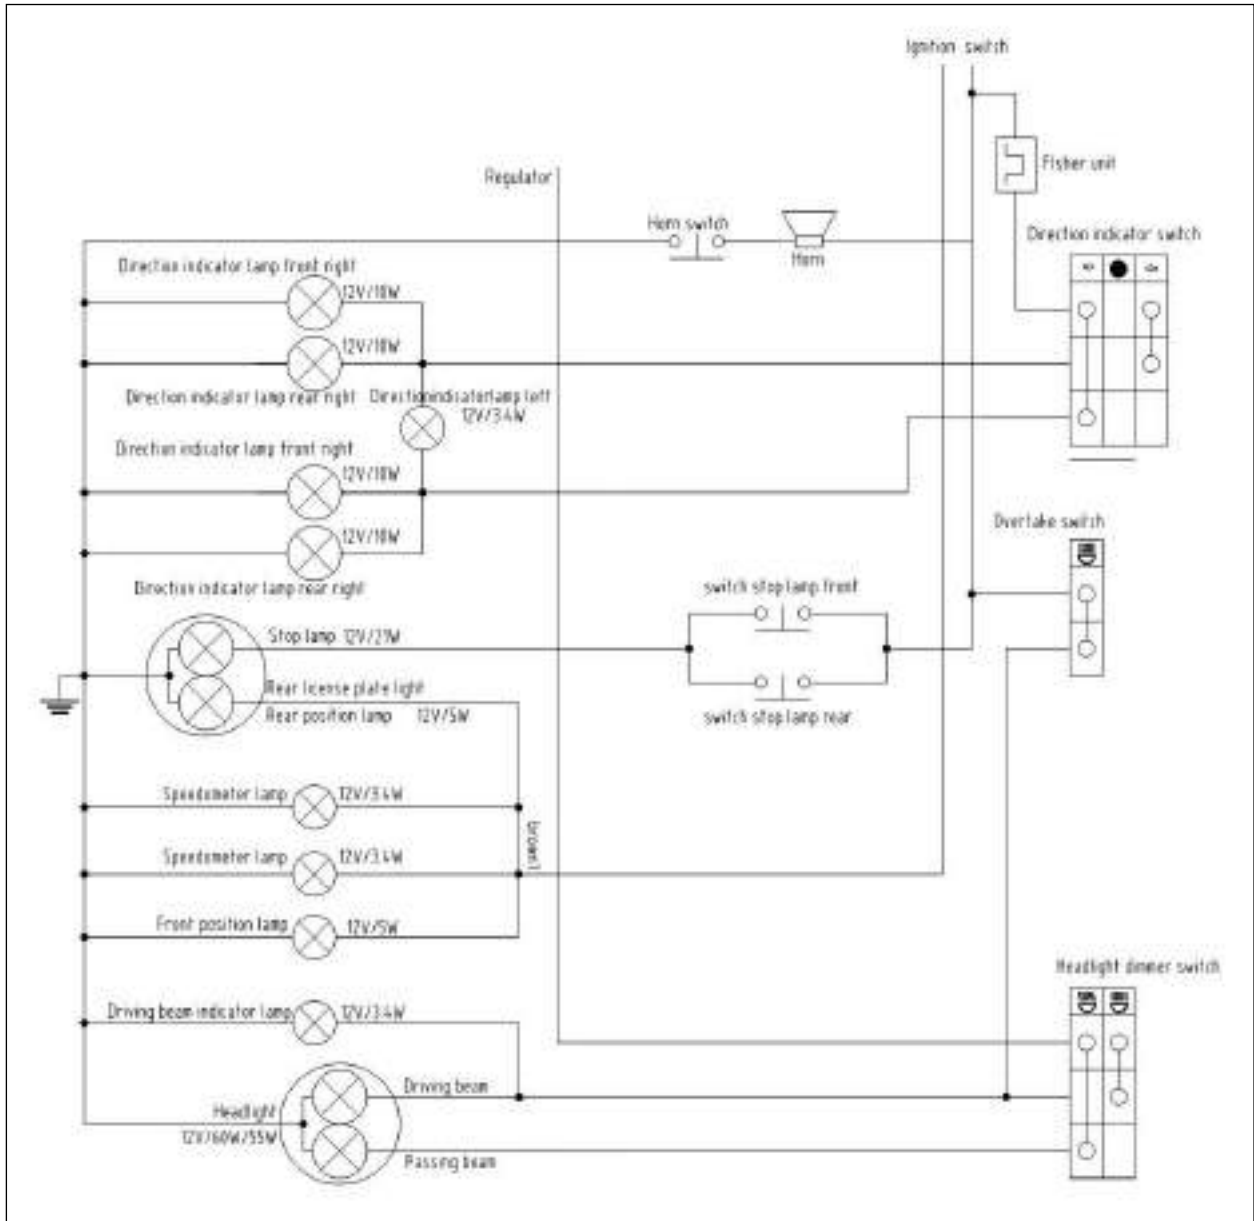 Ignition switch
Regulator
Flsher unit
Horn switch
Direction indicator switch
Horn
Direction indicator lamp front right
12V/10W
12V/10W
Direction indicator lamp rear right
Directionindicatorlamp left
12V/3.4W
Direction indicator lamp front right
12V/10W
12V/10W
Direction indicator lamp rear right
Overtake switch
switch stop lamp front
Stop lamp 12V/21W
Rear license plate light
Rear position lamp 12V/5W
switch stop lamp rear
Speedometer lamp 12V/3.4W
(brown)
Speedometer lamp 12V/3.4W
Front position lamp 12V/5W
Headlight dimmer switch
Driving beam indicator lamp 12V/3.4W
Driving beam
Headlight
12V/60W/55W
Passing beam